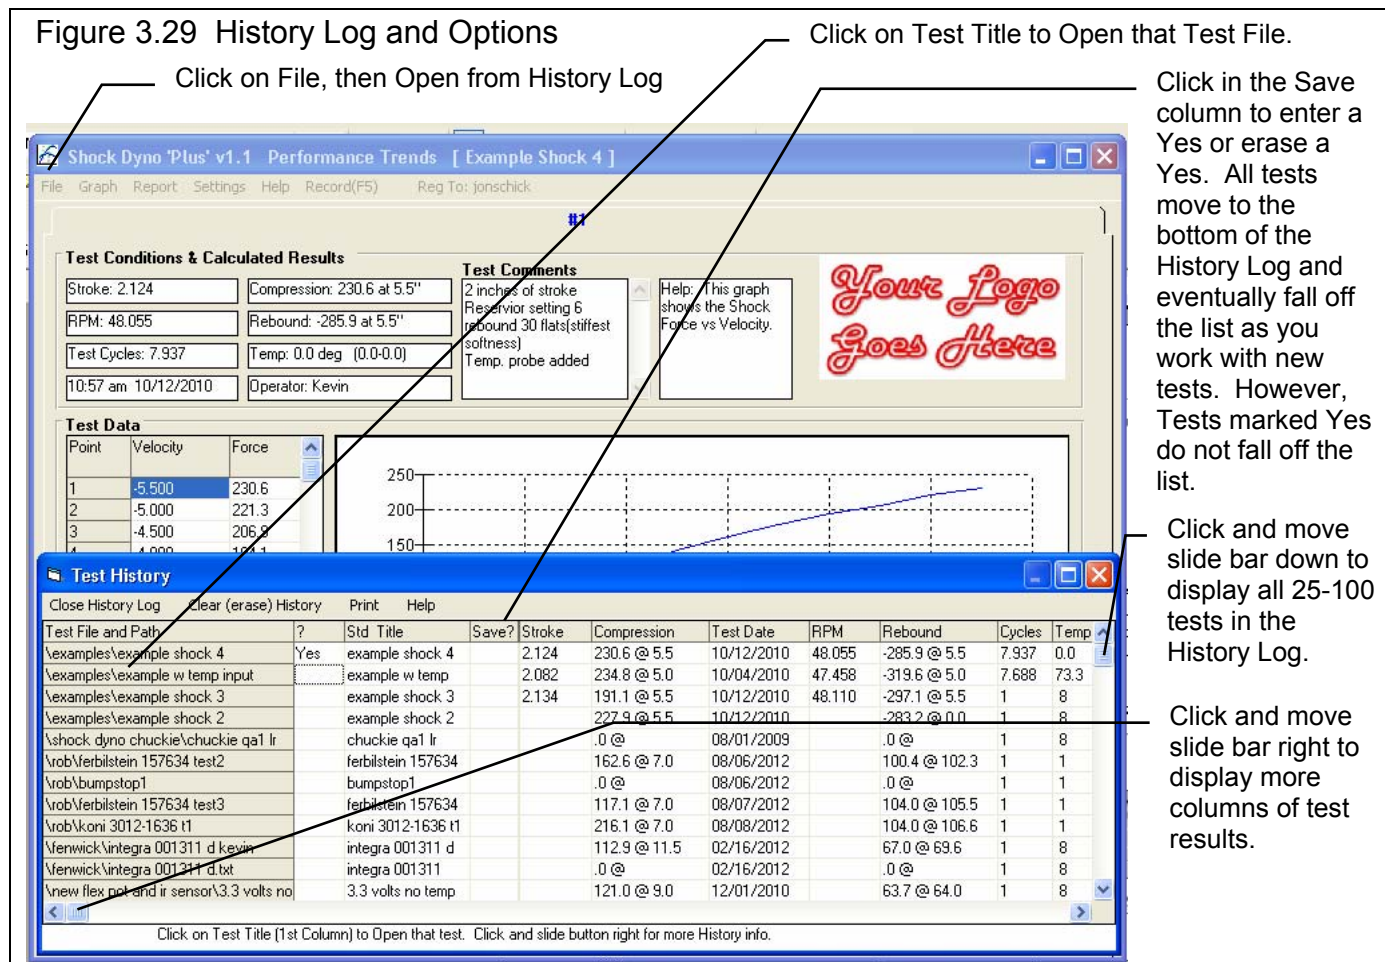 Figure 3.29  History Log and Options
Click on Test Title to Open that Test File.
Click on File, then Open from History Log
Click in the Save
column to enter a
Yes or erase a
Yes.  All tests
move to the
bottom of the
History Log and
eventually fall off
the list as you
work with new
tests.  However,
Tests marked Yes
do not fall off the
list.
Click and move
slide bar down to
display all 25-100
tests in the
History Log.
Click and move
slide bar right to
display more
columns of test
results.
Shock Dyno 'Plus' v1.1   Performance Trends   [ Example Shock 4 ]
File  Graph  Report  Settings  Help  Record(F5)  Reg To: jonschick
#1
Test Conditions & Calculated Results
Stroke: 2.124  Compression: 230.6 at 5.5"
RPM: 48.055  Rebound: -285.9 at 5.5"
Test Cycles: 7.937  Temp: 0.0 deg  (0.0-0.0)
10:57 am  10/12/2010  Operator: Kevin
Test Comments
2 inches of stroke
Reservior setting 6
rebound 30 flats(stiffest
softness)
Temp. probe added
Help:  This graph
shows the Shock
Force vs Velocity.
Your Logo
Goes Here
Test Data
Point  Velocity  Force
1  -5.500  230.6
2  -5.000  221.3
3  -4.500  206.9
250
200
150
Test History
Close History Log  Clear (erase) History  Print  Help
Test File and Path  ?  Std  Title  Save?  Stroke  Compression  Test Date  RPM  Rebound  Cycles  Temp
\examples\example shock 4  Yes  example shock 4  2.124  230.6 @ 5.5  10/12/2010  48.055  -285.9 @ 5.5  7.937  0.0
\examples\example w temp input  example w temp  2.082  234.8 @ 5.0  10/04/2010  47.458  -319.6 @ 5.0  7.688  73.3
\examples\example shock 3  example shock 3  2.134  191.1 @ 5.5  10/12/2010  48.110  -297.1 @ 5.5  1  8
\examples\example shock 2  example shock 2  227.9 @ 5.5  10/12/2010  -283.2 @ 0.0  1  8
\shock dyno chuckie\chuckie qa1 lr  chuckie qa1 lr  .0 @  08/01/2009  .0 @  1  8
\rob\ferbilstein 157634 test2  ferbilstein 157634  162.6 @ 7.0  08/06/2012  100.4 @ 102.3  1  1
\rob\bumpstop1  bumpstop1  .0 @  08/06/2012  .0 @  1  1
\rob\ferbilstein 157634 test3  ferbilstein 157634  117.1 @ 7.0  08/07/2012  104.0 @ 105.5  1  1
\rob\koni 3012-1636 t1  koni 3012-1636 t1  216.1 @ 7.0  08/08/2012  104.0 @ 106.6  1  1
\fenwick\integra 001311 d kevin  integra 001311 d  112.9 @ 11.5  02/16/2012  67.0 @ 69.6  1  8
\fenwick\integra 001311 d.txt  integra 001311  .0 @  02/16/2012  .0 @  1  8
\new flex pot and ir sensor\3.3 volts no  3.3 volts no temp  121.0 @ 9.0  12/01/2010  63.7 @ 64.0  1  8
Click on Test Title (1st Column) to Open that test.  Click and slide button right for more History info.